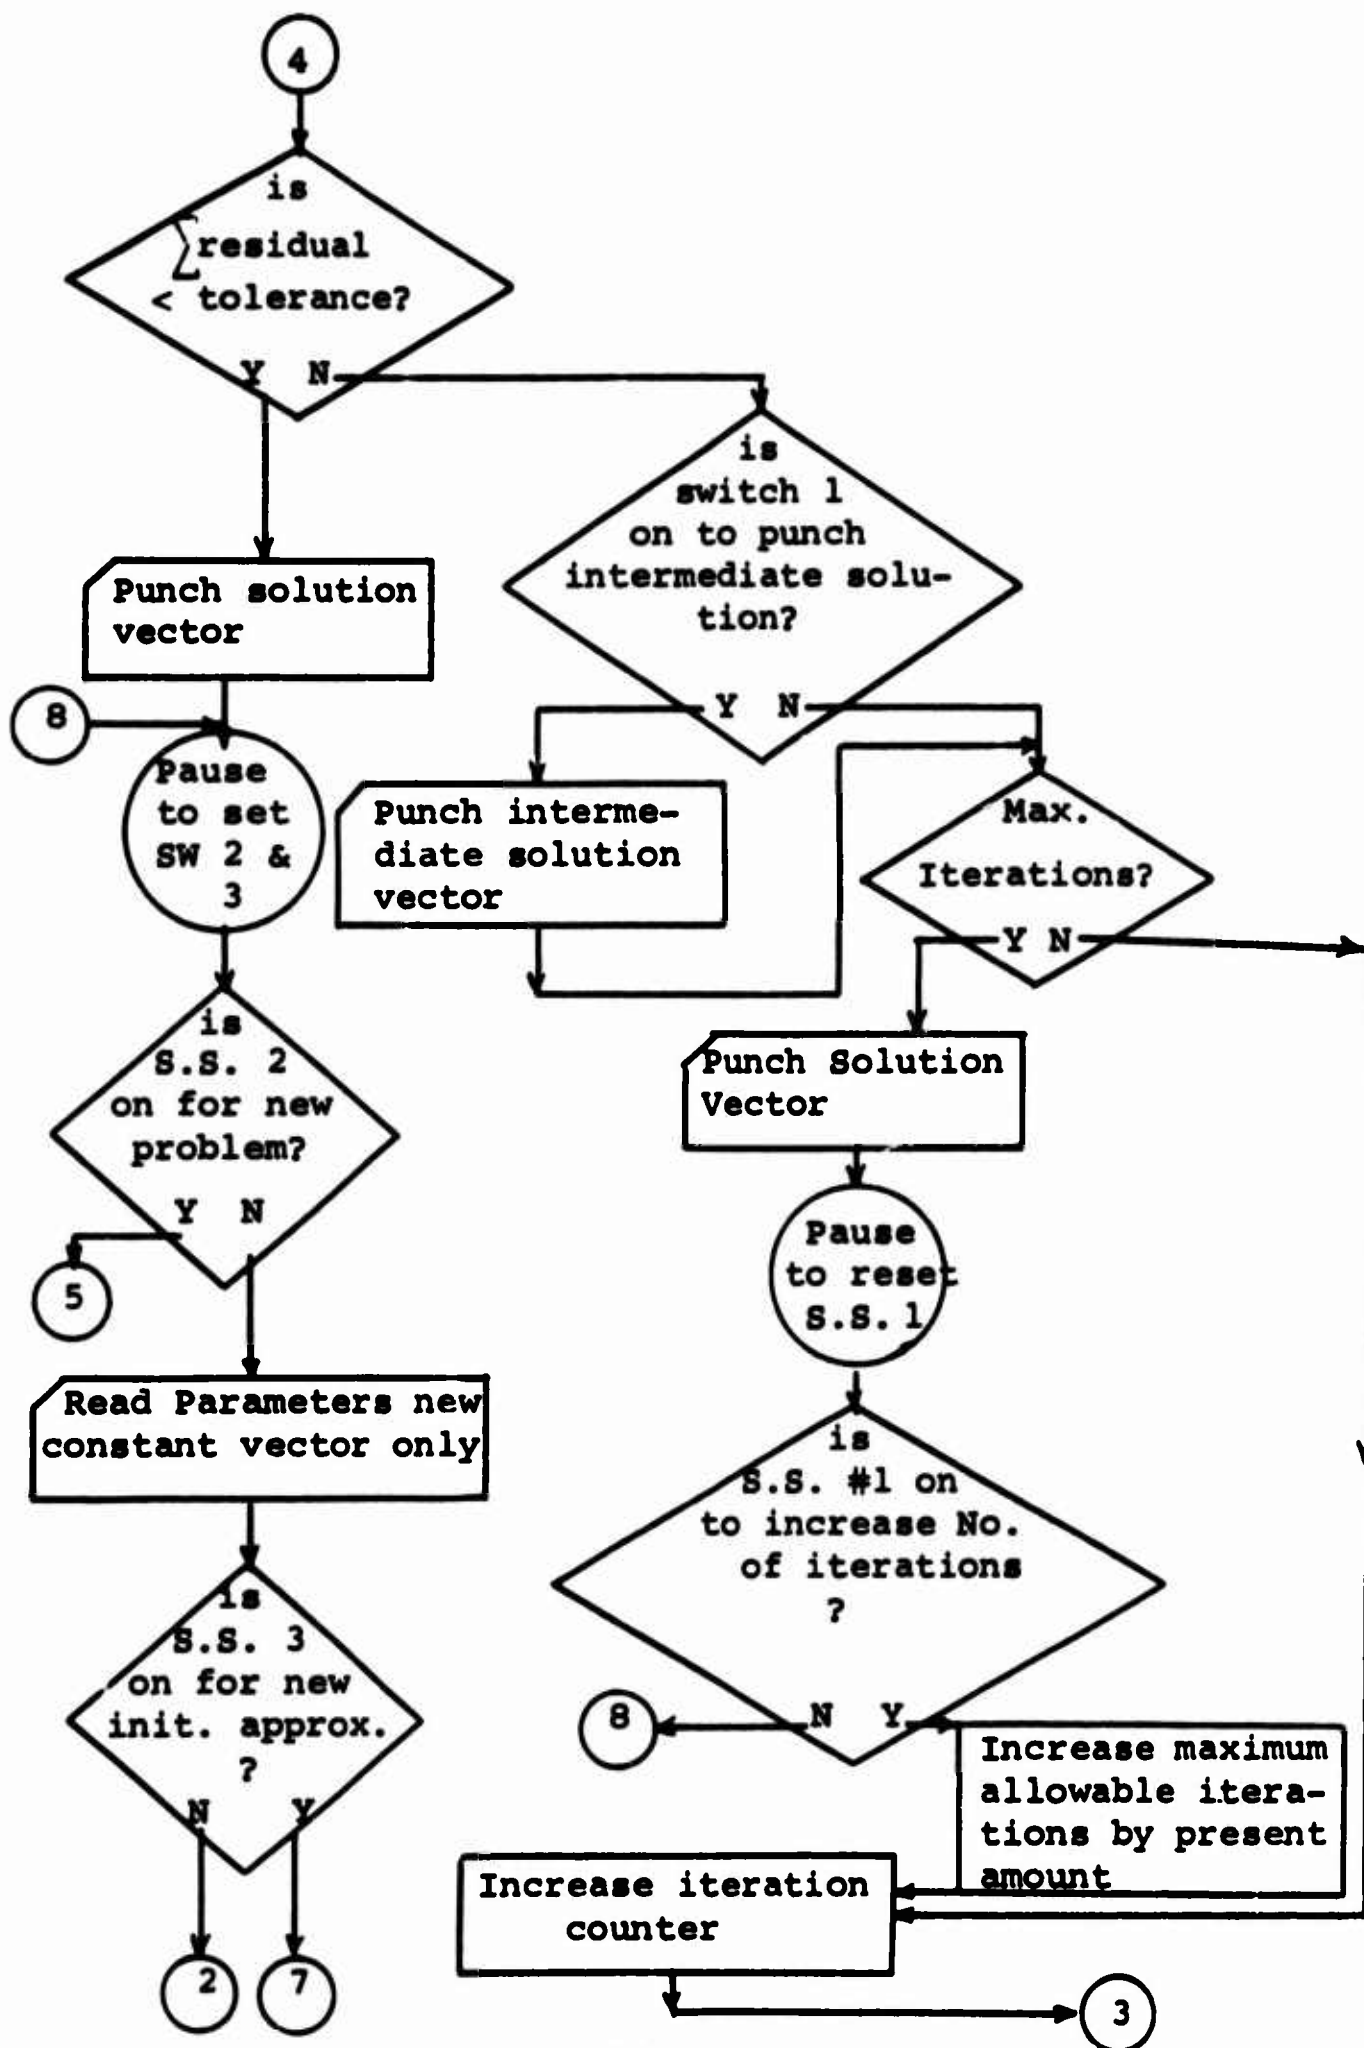 4
is
∑residual
< tolerance?
Y N
is
switch 1
on to punch
intermediate solu-
tion?
Y N
Punch solution
vector
8
Pause
to set
SW 2 &
3
Punch interme-
diate solution
vector
Max.
Iterations?
Y N
is
S.S. 2
on for new
problem?
Y N
5
Punch Solution
Vector
Pause
to reset
S.S. 1
Read Parameters new
constant vector only
is
S.S. #1 on
to increase No.
of iterations
?
N Y
8
is
S.S. 3
on for new
init. approx.
?
N Y
2
7
Increase maximum
allowable itera-
tions by present
amount
Increase iteration
counter
3